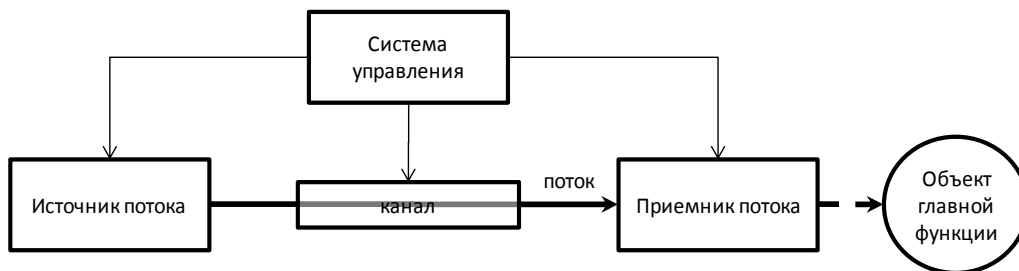 Система
управления
Источник потока
канал
поток
Приемник потока
Объект
главной
функции